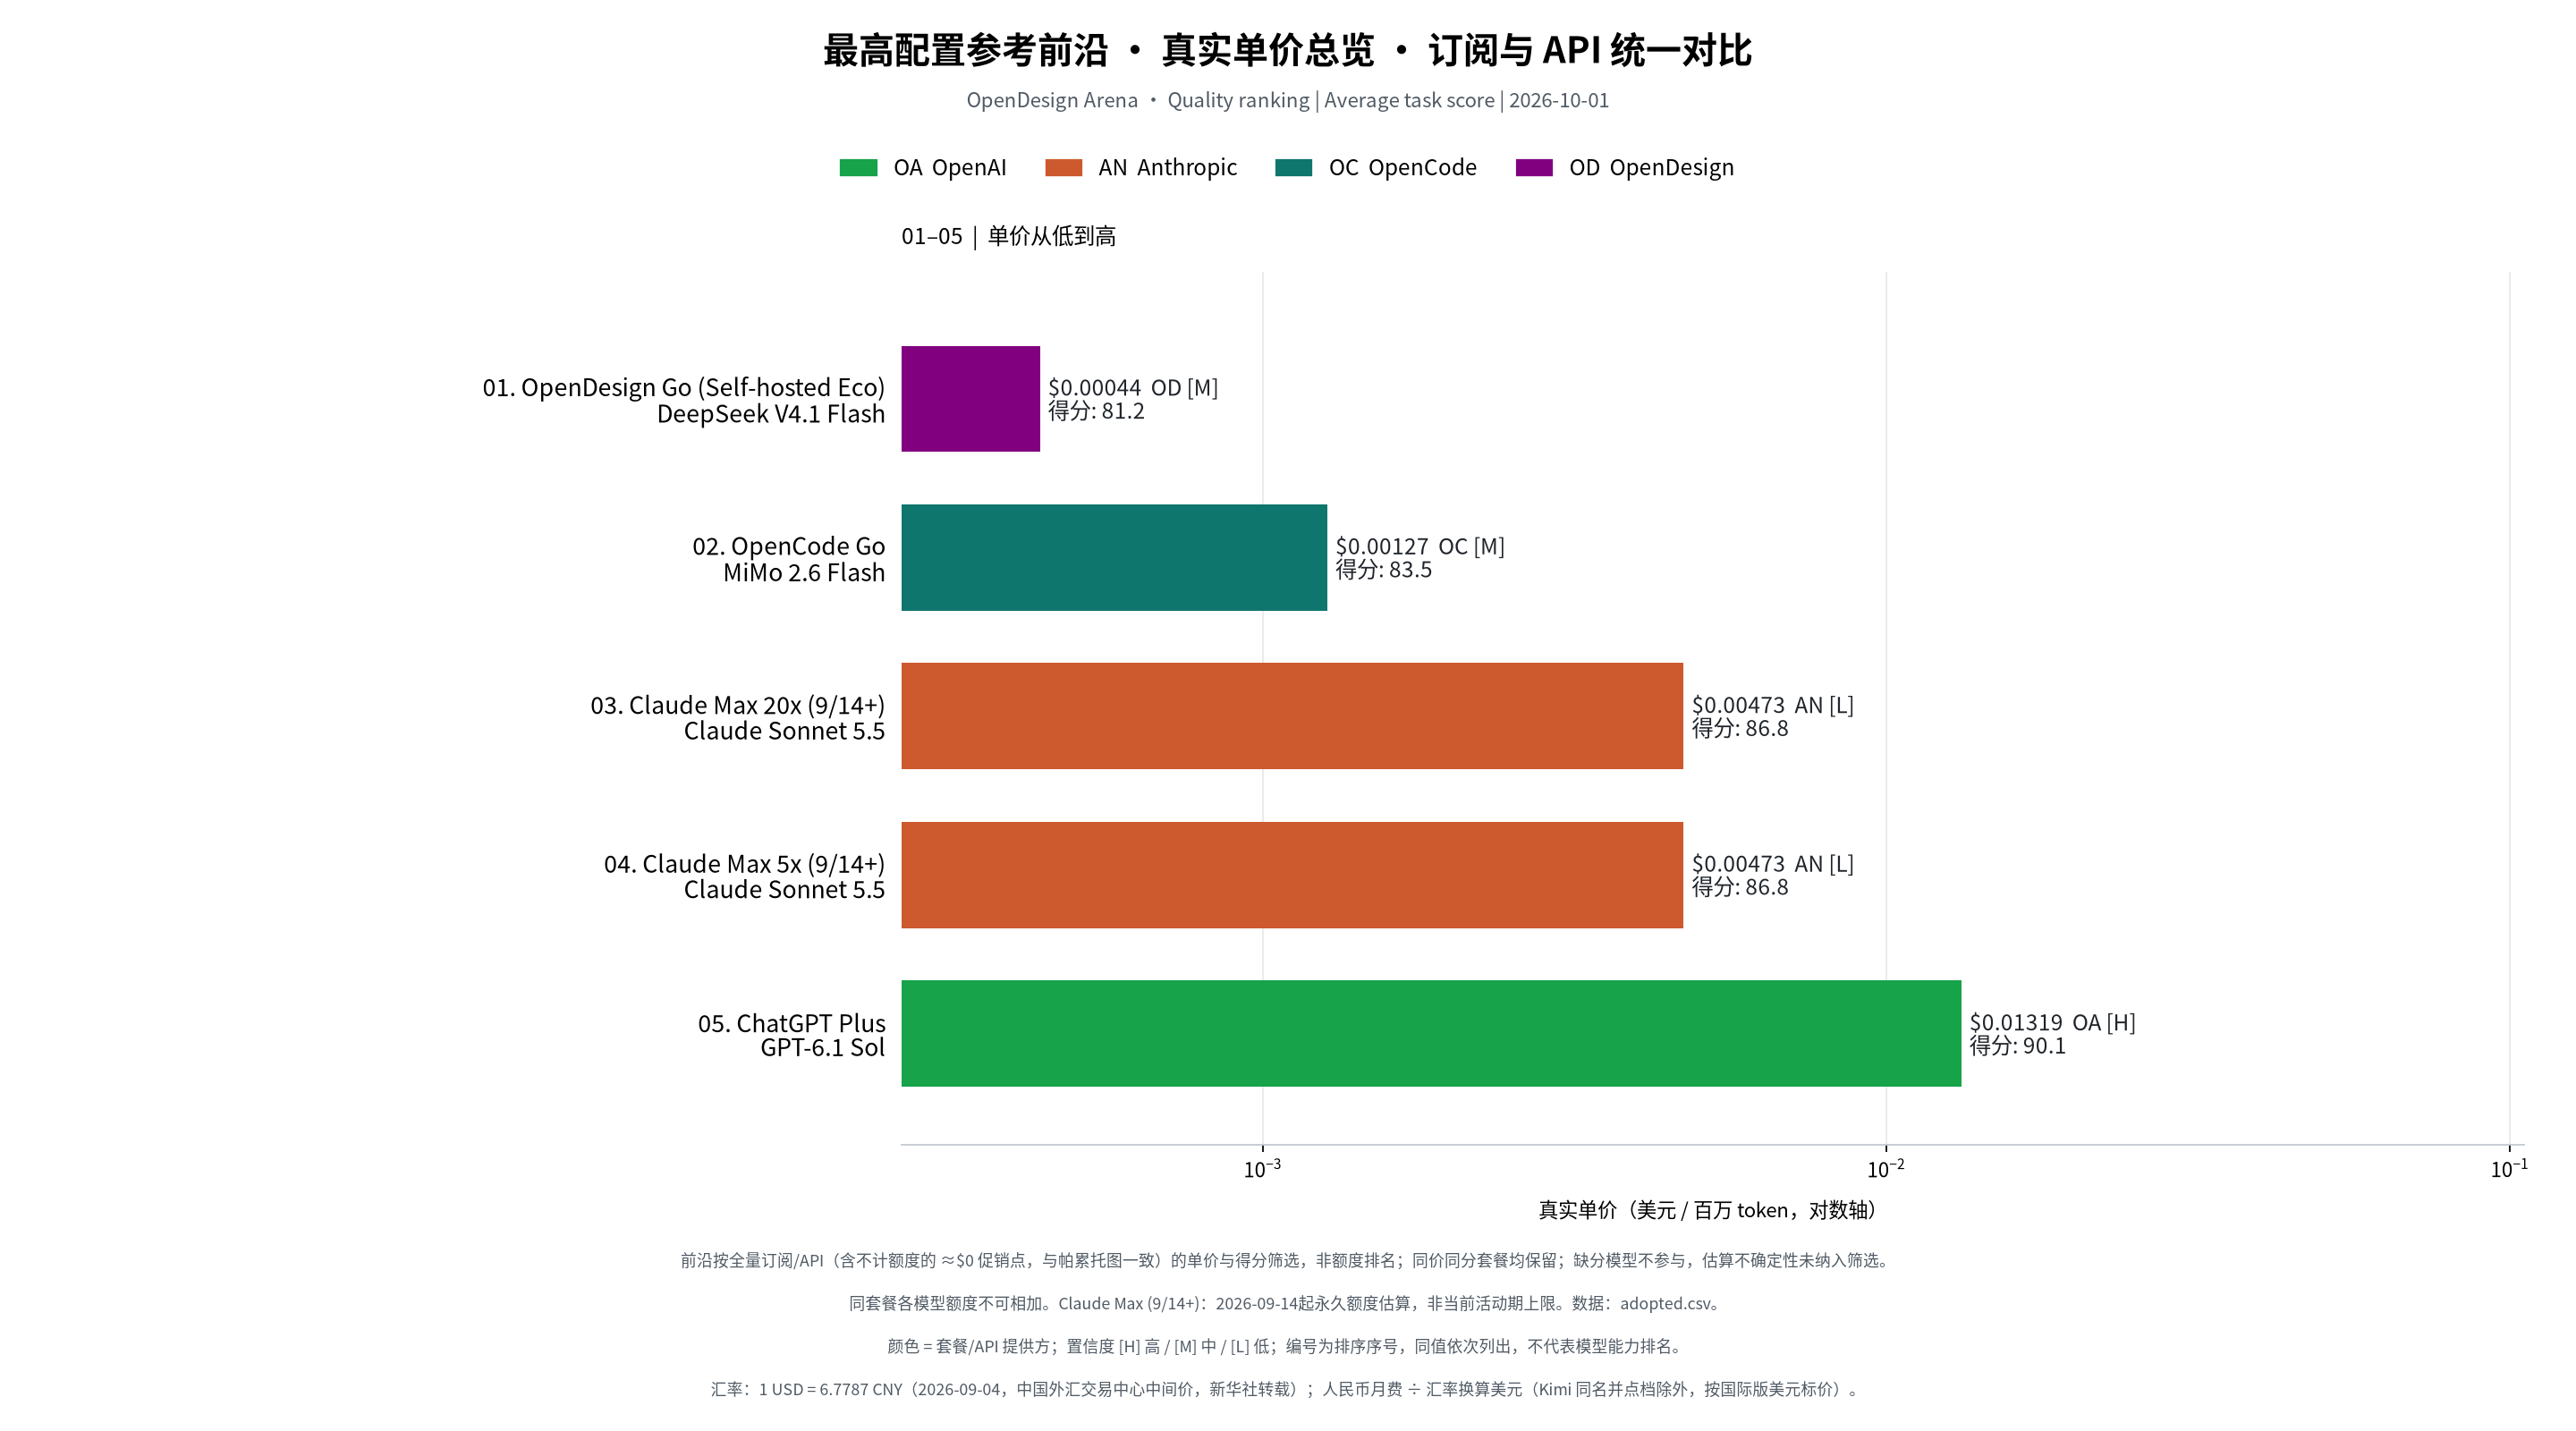 最高配置参考前沿 · 真实单价总览 · 订阅与 API 统一对比
OpenDesign Arena · Quality ranking | Average task score | 2026-10-01
OA OpenAI AN Anthropic OC OpenCode OD OpenDesign
01–05 | 单价从低到高
01. OpenDesign Go (Self-hosted Eco)
DeepSeek V4.1 Flash
$0.00044 OD [M]
得分: 81.2
02. OpenCode Go
MiMo 2.6 Flash
$0.00127 OC [M]
得分: 83.5
03. Claude Max 20x (9/14+)
Claude Sonnet 5.5
$0.00473 AN [L]
得分: 86.8
04. Claude Max 5x (9/14+)
Claude Sonnet 5.5
$0.00473 AN [L]
得分: 86.8
05. ChatGPT Plus
GPT-6.1 Sol
$0.01319 OA [H]
得分: 90.1
10⁻³ 10⁻² 10⁻¹
真实单价（美元 / 百万 token，对数轴）
前沿按全量订阅/API（含不计额度的 ≈$0 促销点，与帕累托图一致）的单价与得分筛选，非额度排名；同价同分套餐均保留；缺分模型不参与，估算不确定性未纳入筛选。
同套餐各模型额度不可相加。Claude Max (9/14+)：2026-09-14起永久额度估算，非当前活动期上限。数据：adopted.csv。
颜色 = 套餐/API 提供方；置信度 [H] 高 / [M] 中 / [L] 低；编号为排序序号，同值依次列出，不代表模型能力排名。
汇率：1 USD = 6.7787 CNY（2026-09-04，中国外汇交易中心中间价，新华社转载）；人民币月费 ÷ 汇率换算美元（Kimi 同名并点档除外，按国际版美元标价）。